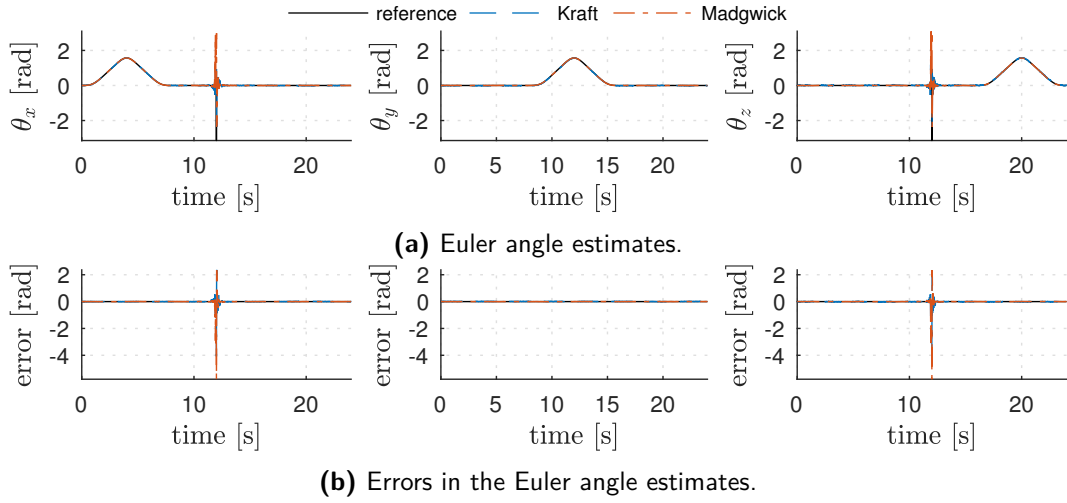 reference Kraft Madgwick
θx [rad] 2 0 -2 0 10 20 time [s]
θy [rad] 2 0 -2 0 5 10 15 20 time [s]
θz [rad] 2 0 -2 0 10 20 time [s]
(a) Euler angle estimates.
error [rad] 2 0 -2 -4 0 10 20 time [s]
error [rad] 2 0 -2 -4 0 5 10 15 20 time [s]
error [rad] 2 0 -2 -4 0 10 20 time [s]
(b) Errors in the Euler angle estimates.